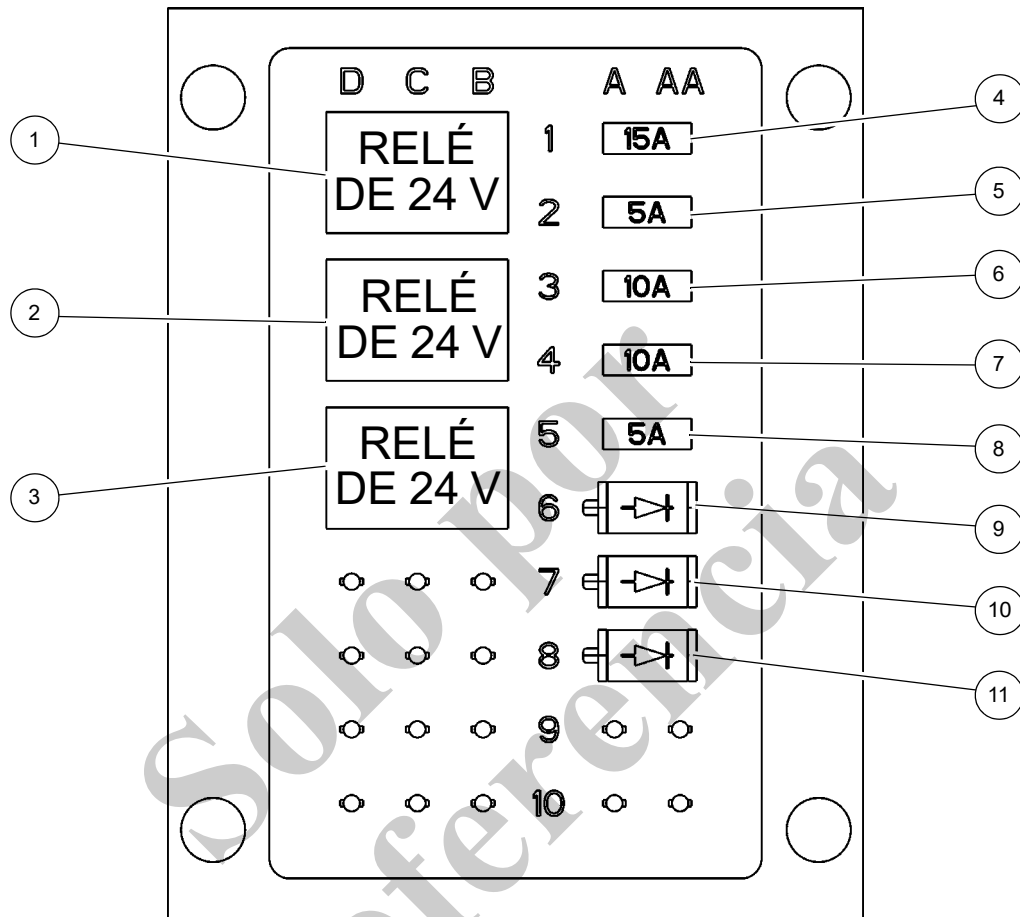 D C B A AA
1 RELÉ
DE 24 V
1 15A 4
2 5A 5
2 RELÉ
DE 24 V
3 10A 6
4 10A 7
3 RELÉ
DE 24 V
5 5A 8
6 9
7 10
8 11
9
10
Solo por
referencia